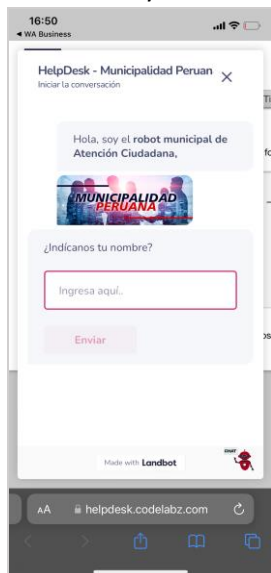 16:50
◀ WA Business
HelpDesk - Municipalidad Peruan
Iniciar la conversación
Hola, soy el robot municipal de
Atención Ciudadana,
MUNICIPALIDAD
PERUANA
¿Indícanos tu nombre?
Ingresa aquí..
Enviar
Made with Landbot
CHAT
AA helpdesk.codelabz.com